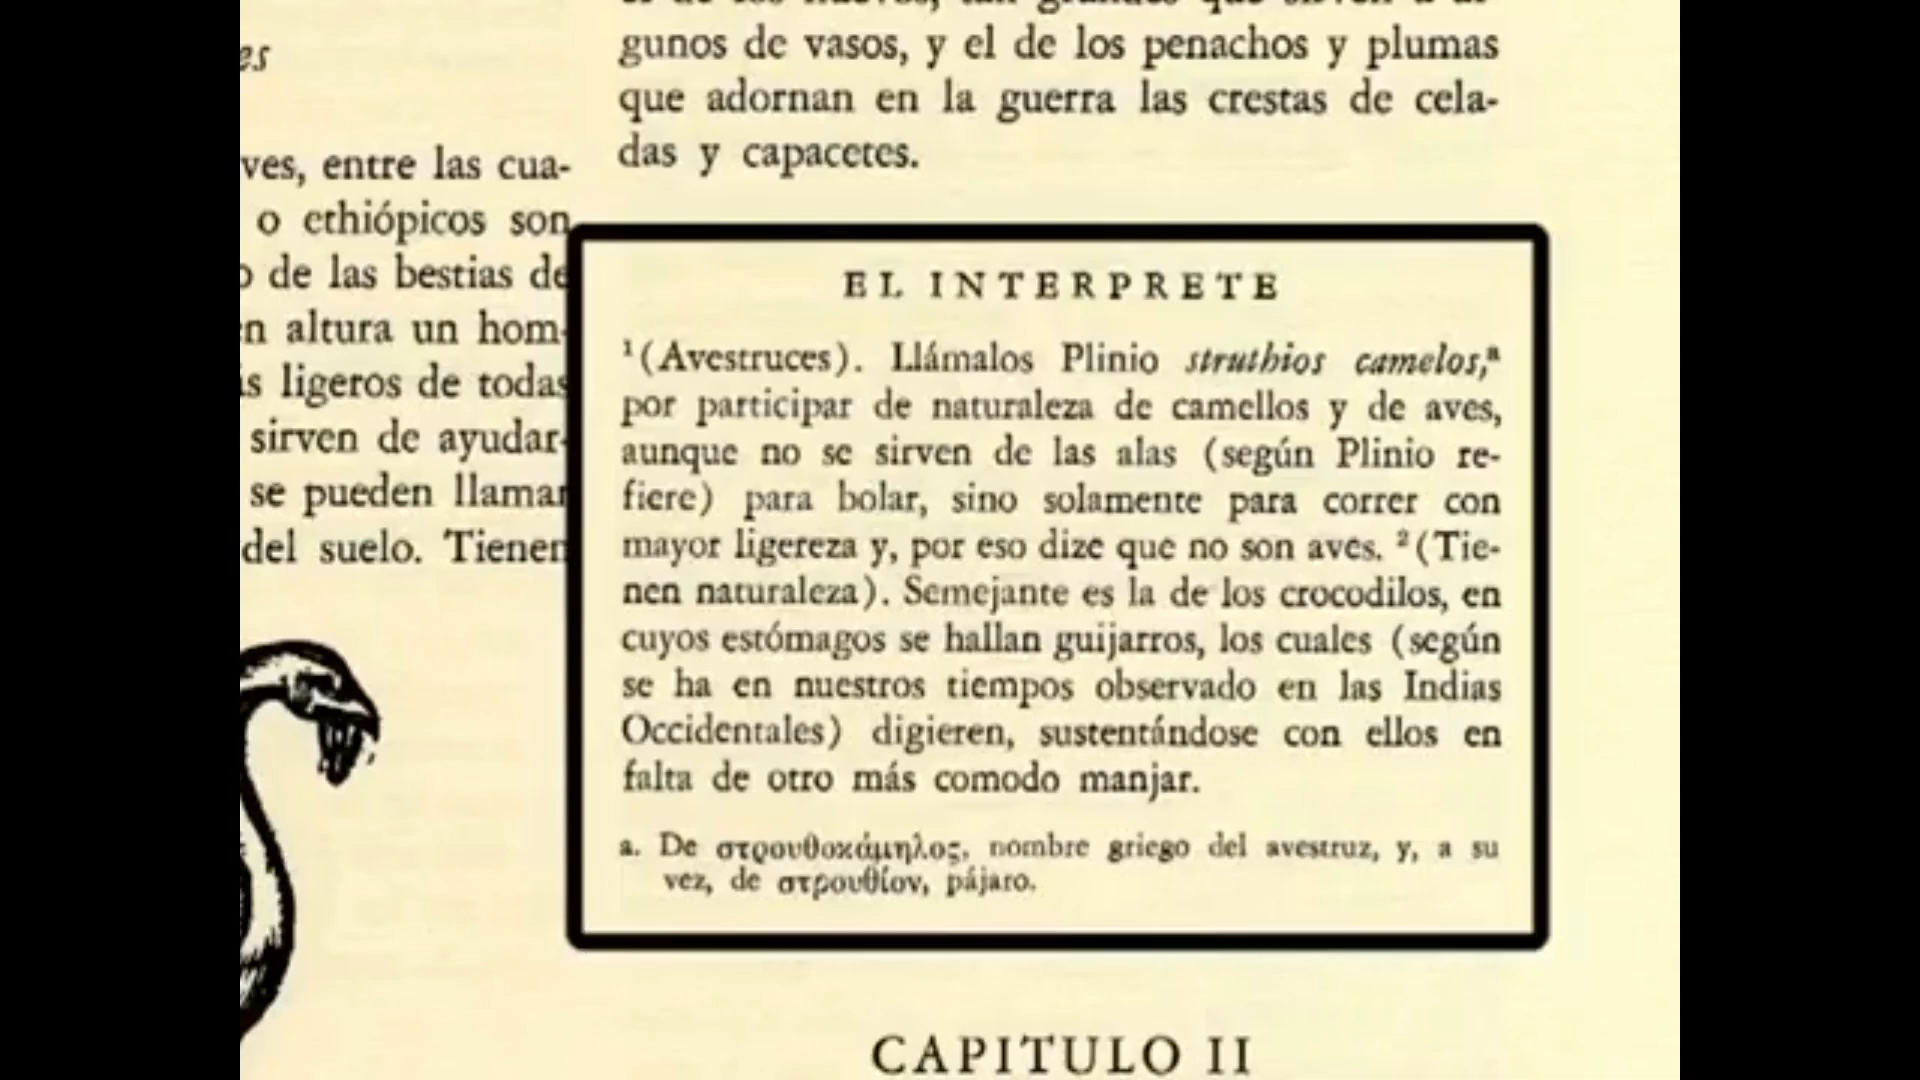 es
ves, entre las cua-
o ethiópicos son
de las bestias de
en altura un hom-
ligeros de todas
sirven de ayudar-
se pueden llamar
del suelo. Tienen
gunos de vasos, y el de los penachos y plumas
que adornan en la guerra las crestas de cela-
das y capacetes.
EL INTERPRETE
¹(Avestruces). Llámalos Plinio struthios camelos,ª
por participar de naturaleza de camellos y de aves,
aunque no se sirven de las alas (según Plinio re-
fiere) para bolar, sino solamente para correr con
mayor ligereza y, por eso dize que no son aves. ²(Tie-
nen naturaleza). Semejante es la de los crocodilos, en
cuyos estómagos se hallan guijarros, los cuales (según
se ha en nuestros tiempos observado en las Indias
Occidentales) digieren, sustentándose con ellos en
falta de otro más comodo manjar.
a. De στρουθοκάμηλος, nombre griego del avestruz, y, a su
vez, de στρουθίον, pájaro.
CAPITULO II